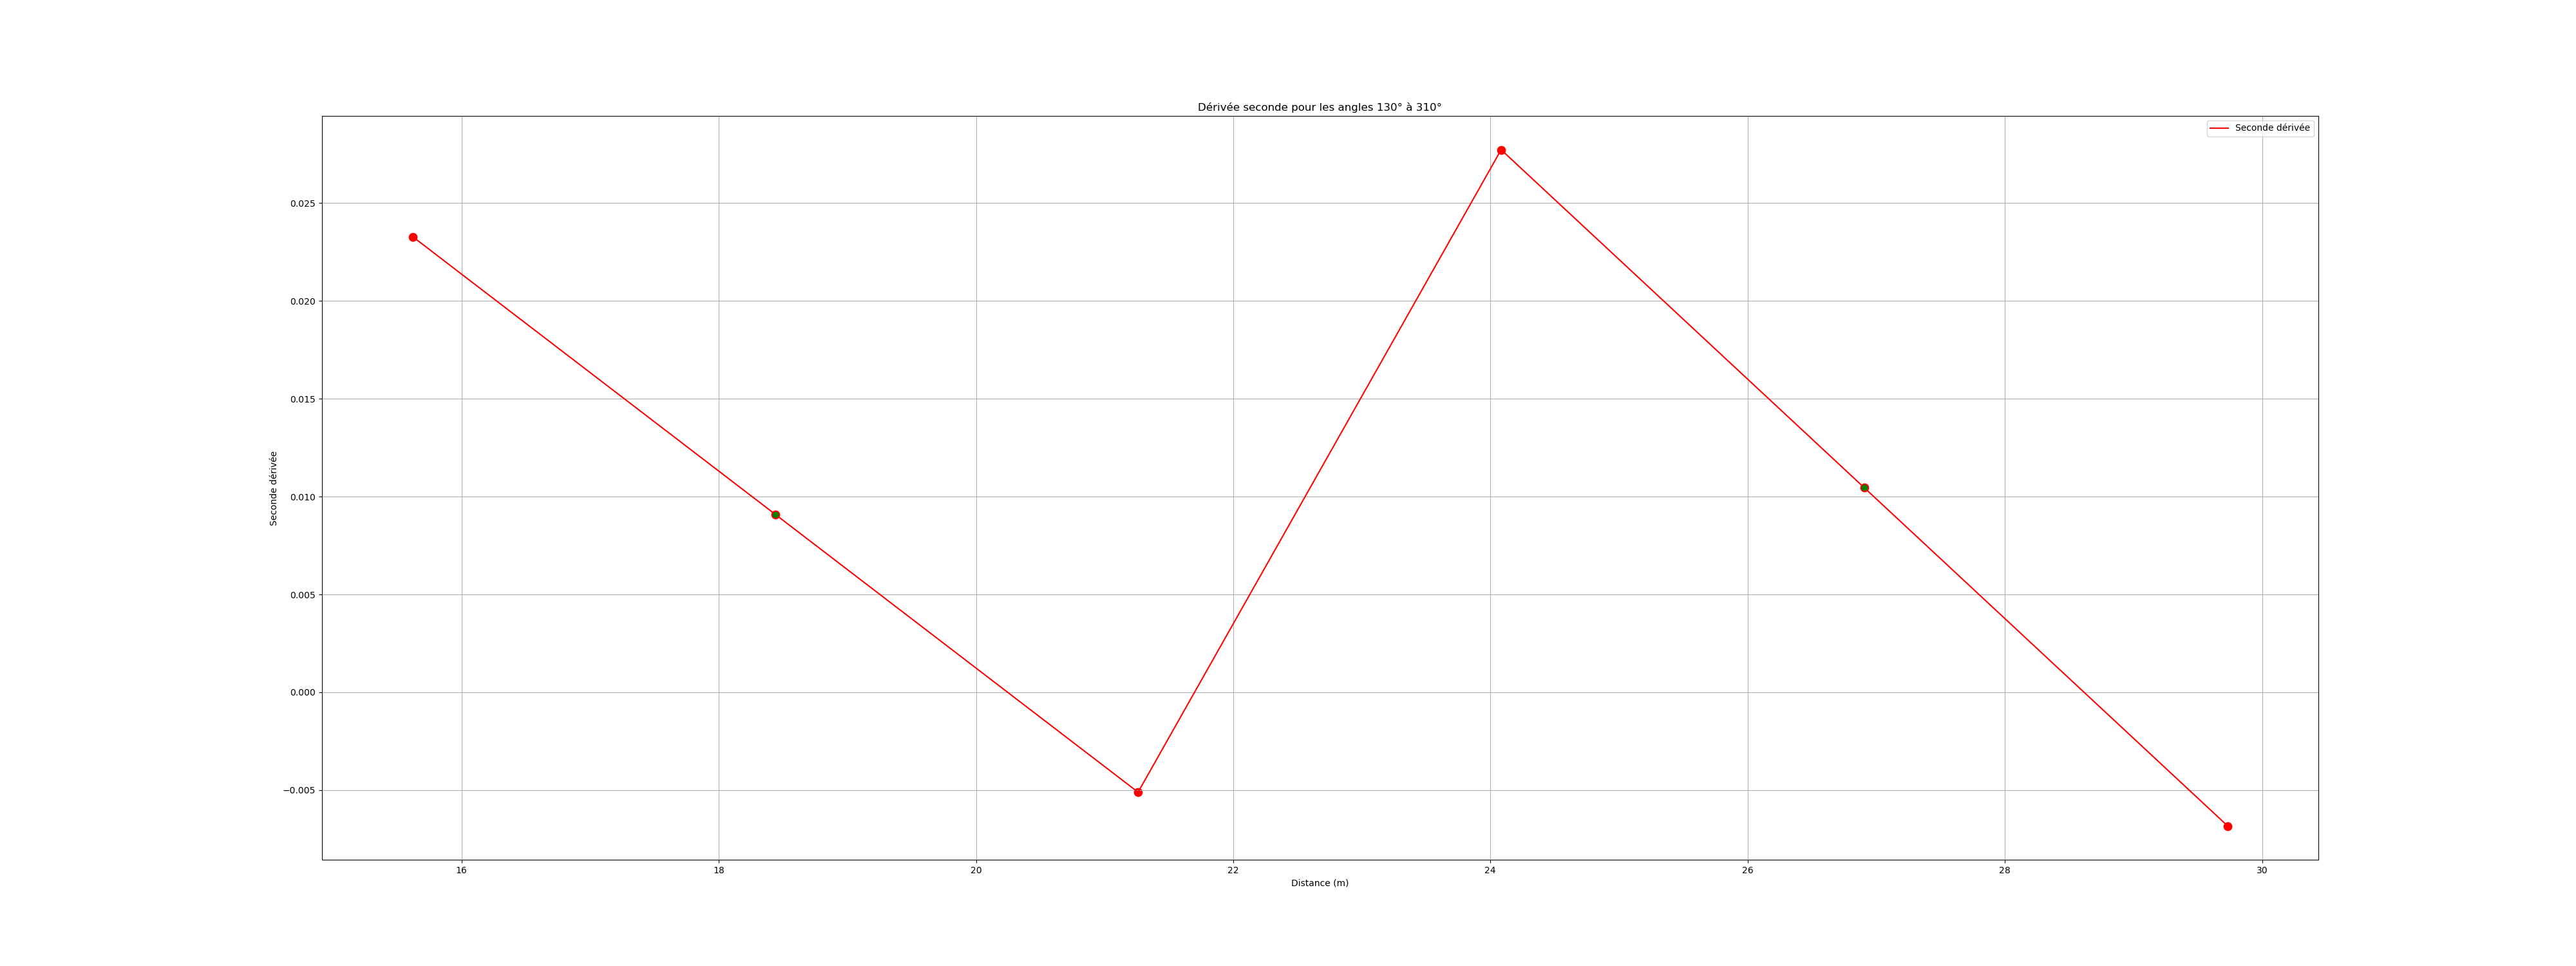 Dérivée seconde pour les angles 130° à 310°
Seconde dérivée
0.025
0.020
0.015
0.010
0.005
0.000
−0.005
Seconde dérivée
16 18 20 22 24 26 28 30
Distance (m)